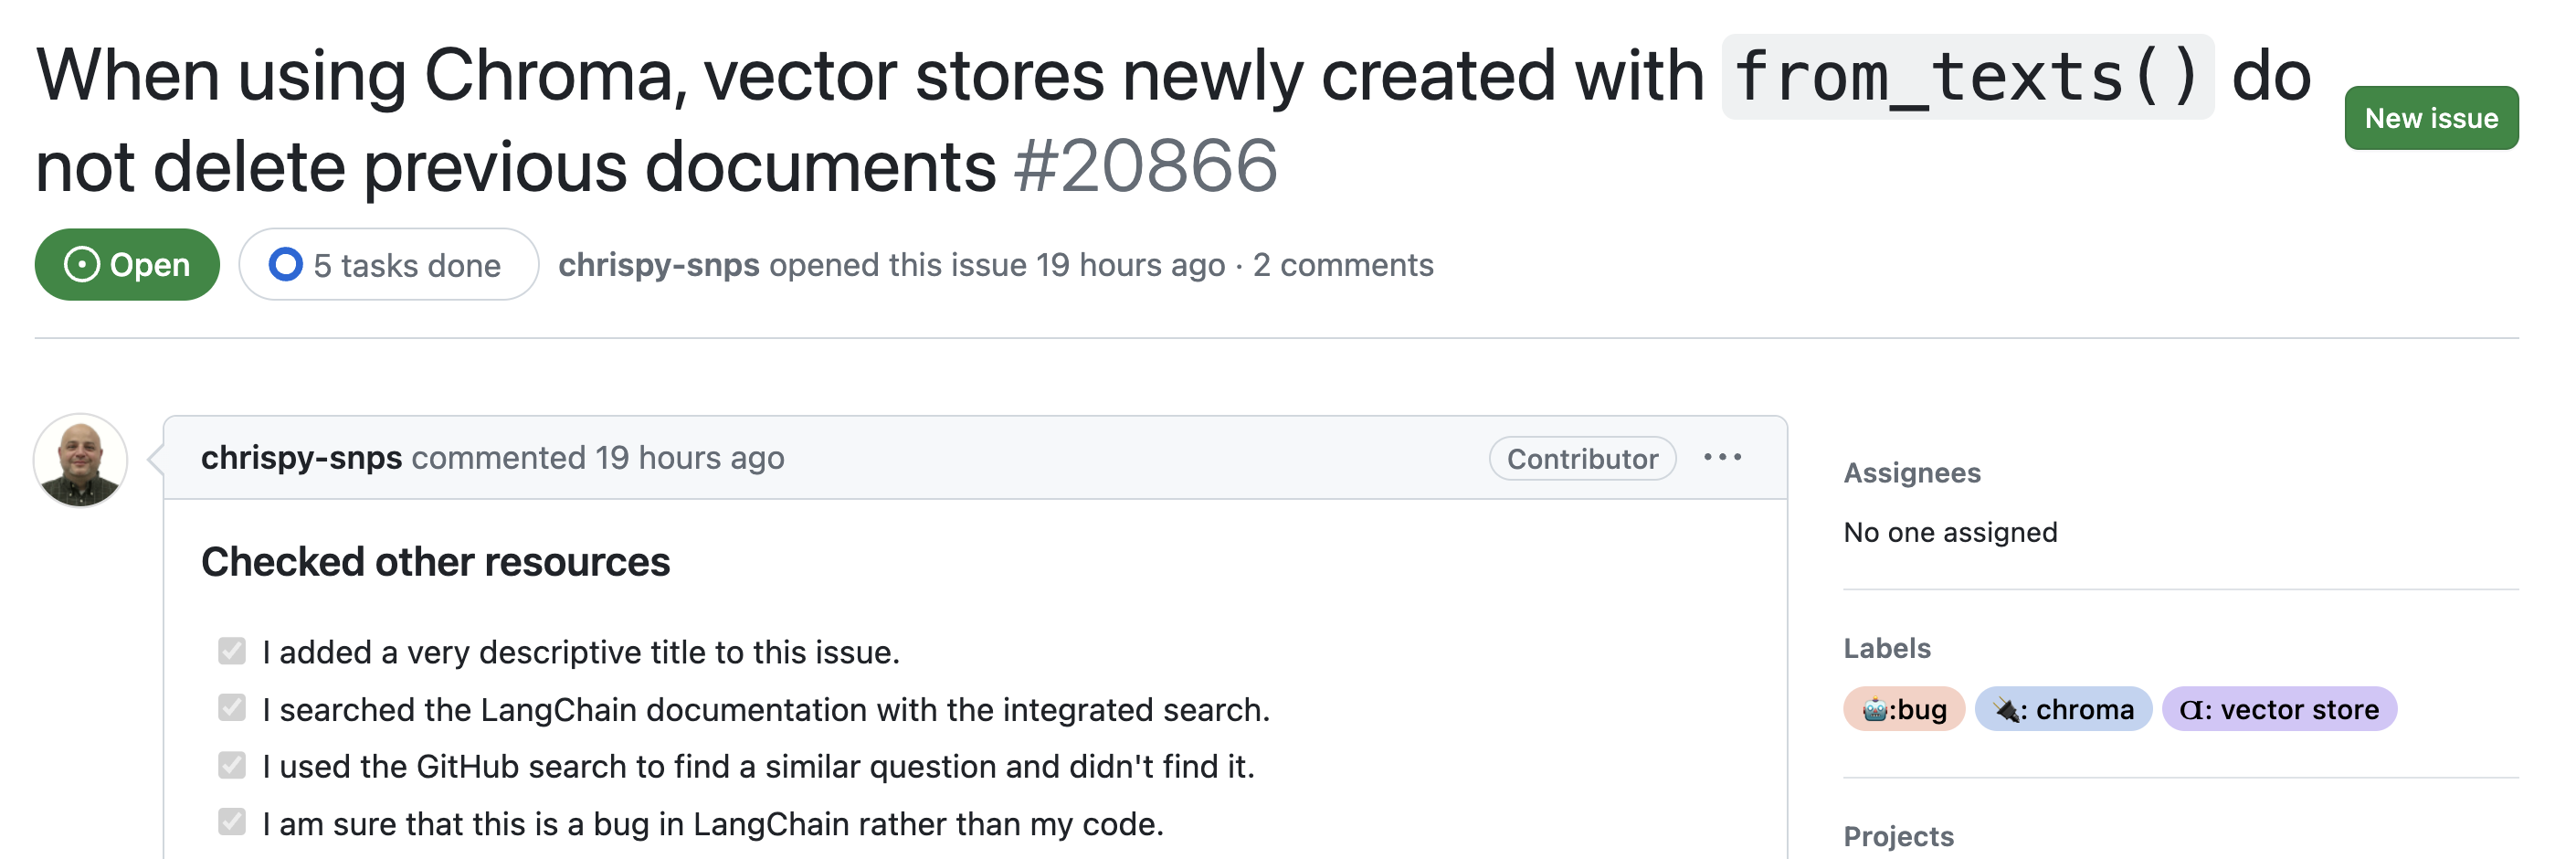 When using Chroma, vector stores newly created with from_texts() do
not delete previous documents #20866
New issue
Open
5 tasks done
chrispy-snps opened this issue 19 hours ago · 2 comments
chrispy-snps commented 19 hours ago
Contributor
Checked other resources
I added a very descriptive title to this issue.
I searched the LangChain documentation with the integrated search.
I used the GitHub search to find a similar question and didn't find it.
I am sure that this is a bug in LangChain rather than my code.
Assignees
No one assigned
Labels
🤖:bug
🔌: chroma
Ɑ: vector store
Projects